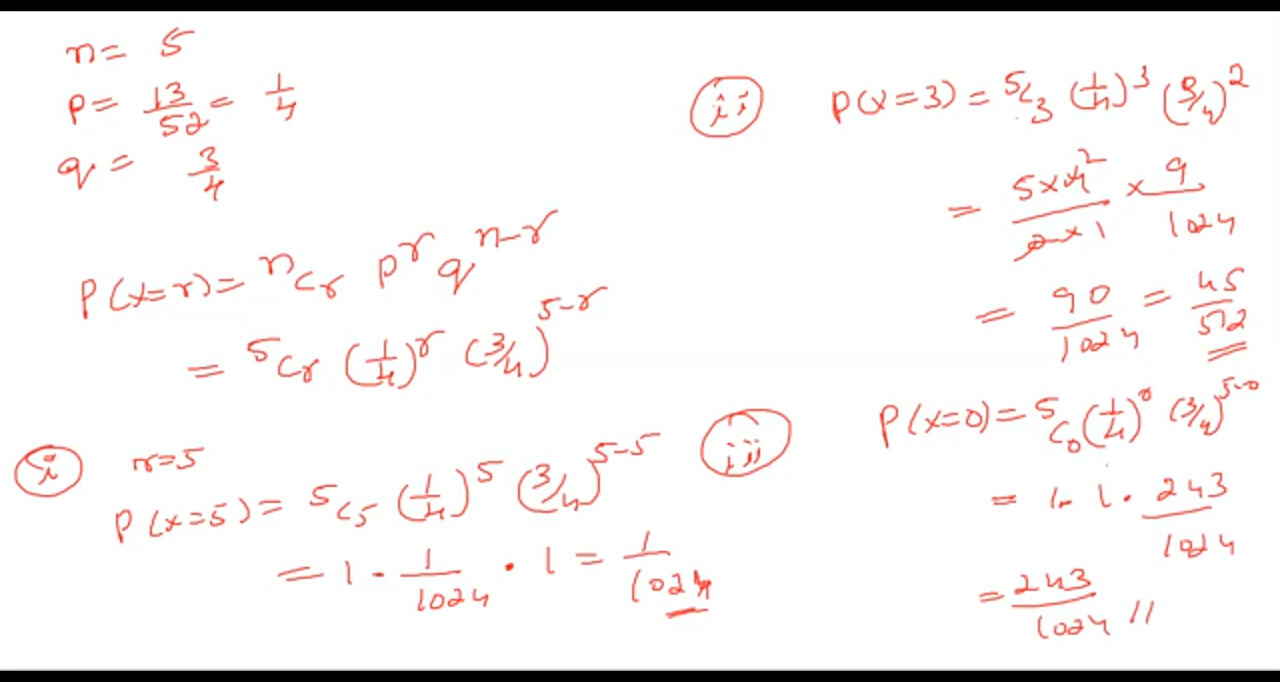 n = 5
P = 13/52 = 1/4
q = 3/4
P(x=r) = ⁿCᵣ pʳ qⁿ⁻ʳ
= ⁵Cᵣ (1/4)ʳ (3/4)⁵⁻ʳ
i r=5
P(x=5) = ⁵C₅ (1/4)⁵ (3/4)⁵⁻⁵
= 1 · 1/1024 · 1 = 1/1024
ii P(x=3) = ⁵C₃ (1/4)³ (3/4)²
= 5×4²/2×1 × 9/1024
= 90/1024 = 45/512
iii P(x=0) = ⁵C₀ (1/4)⁰ (3/4)⁵⁻⁰
= 1 · 1 · 243/1024
= 243/1024 //